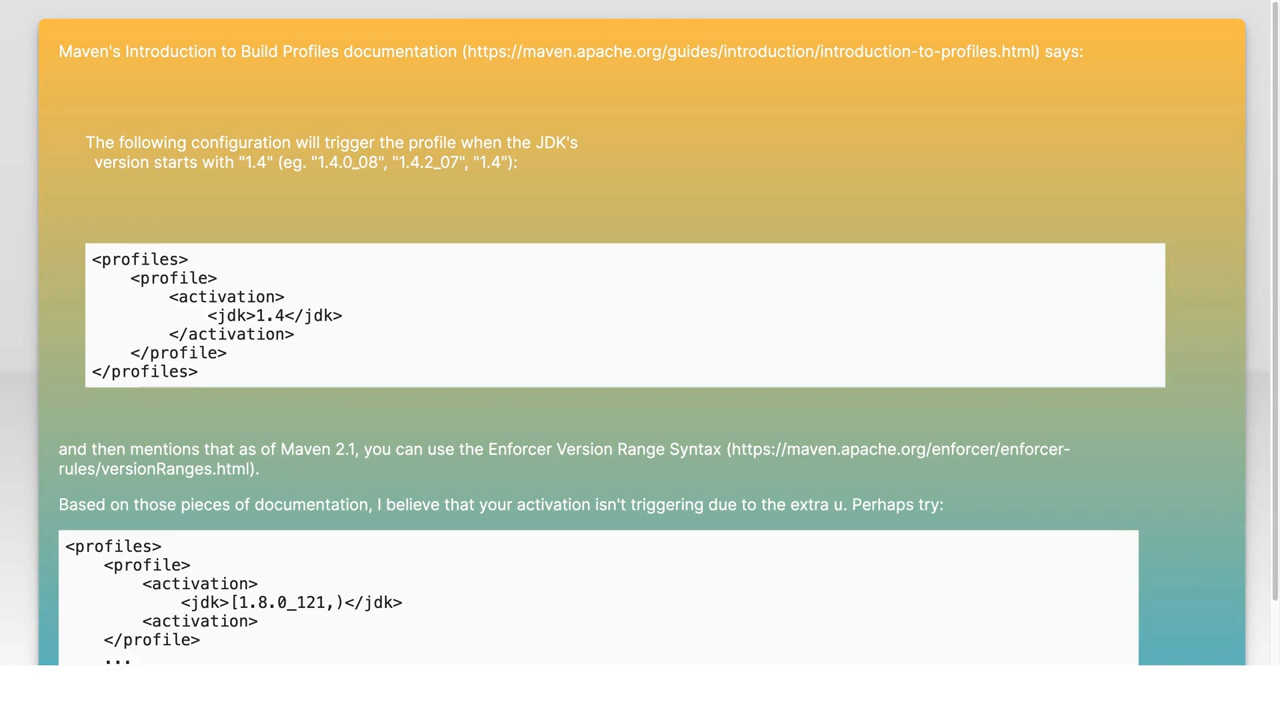 Maven's Introduction to Build Profiles documentation (https://maven.apache.org/guides/introduction/introduction-to-profiles.html) says:
The following configuration will trigger the profile when the JDK's
version starts with "1.4" (eg. "1.4.0_08", "1.4.2_07", "1.4"):
<profiles>
    <profile>
        <activation>
            <jdk>1.4</jdk>
        </activation>
    </profile>
</profiles>
and then mentions that as of Maven 2.1, you can use the Enforcer Version Range Syntax (https://maven.apache.org/enforcer/enforcer-
rules/versionRanges.html).
Based on those pieces of documentation, I believe that your activation isn't triggering due to the extra u. Perhaps try:
<profiles>
    <profile>
        <activation>
            <jdk>[1.8.0_121,)</jdk>
        <activation>
    </profile>
    ...